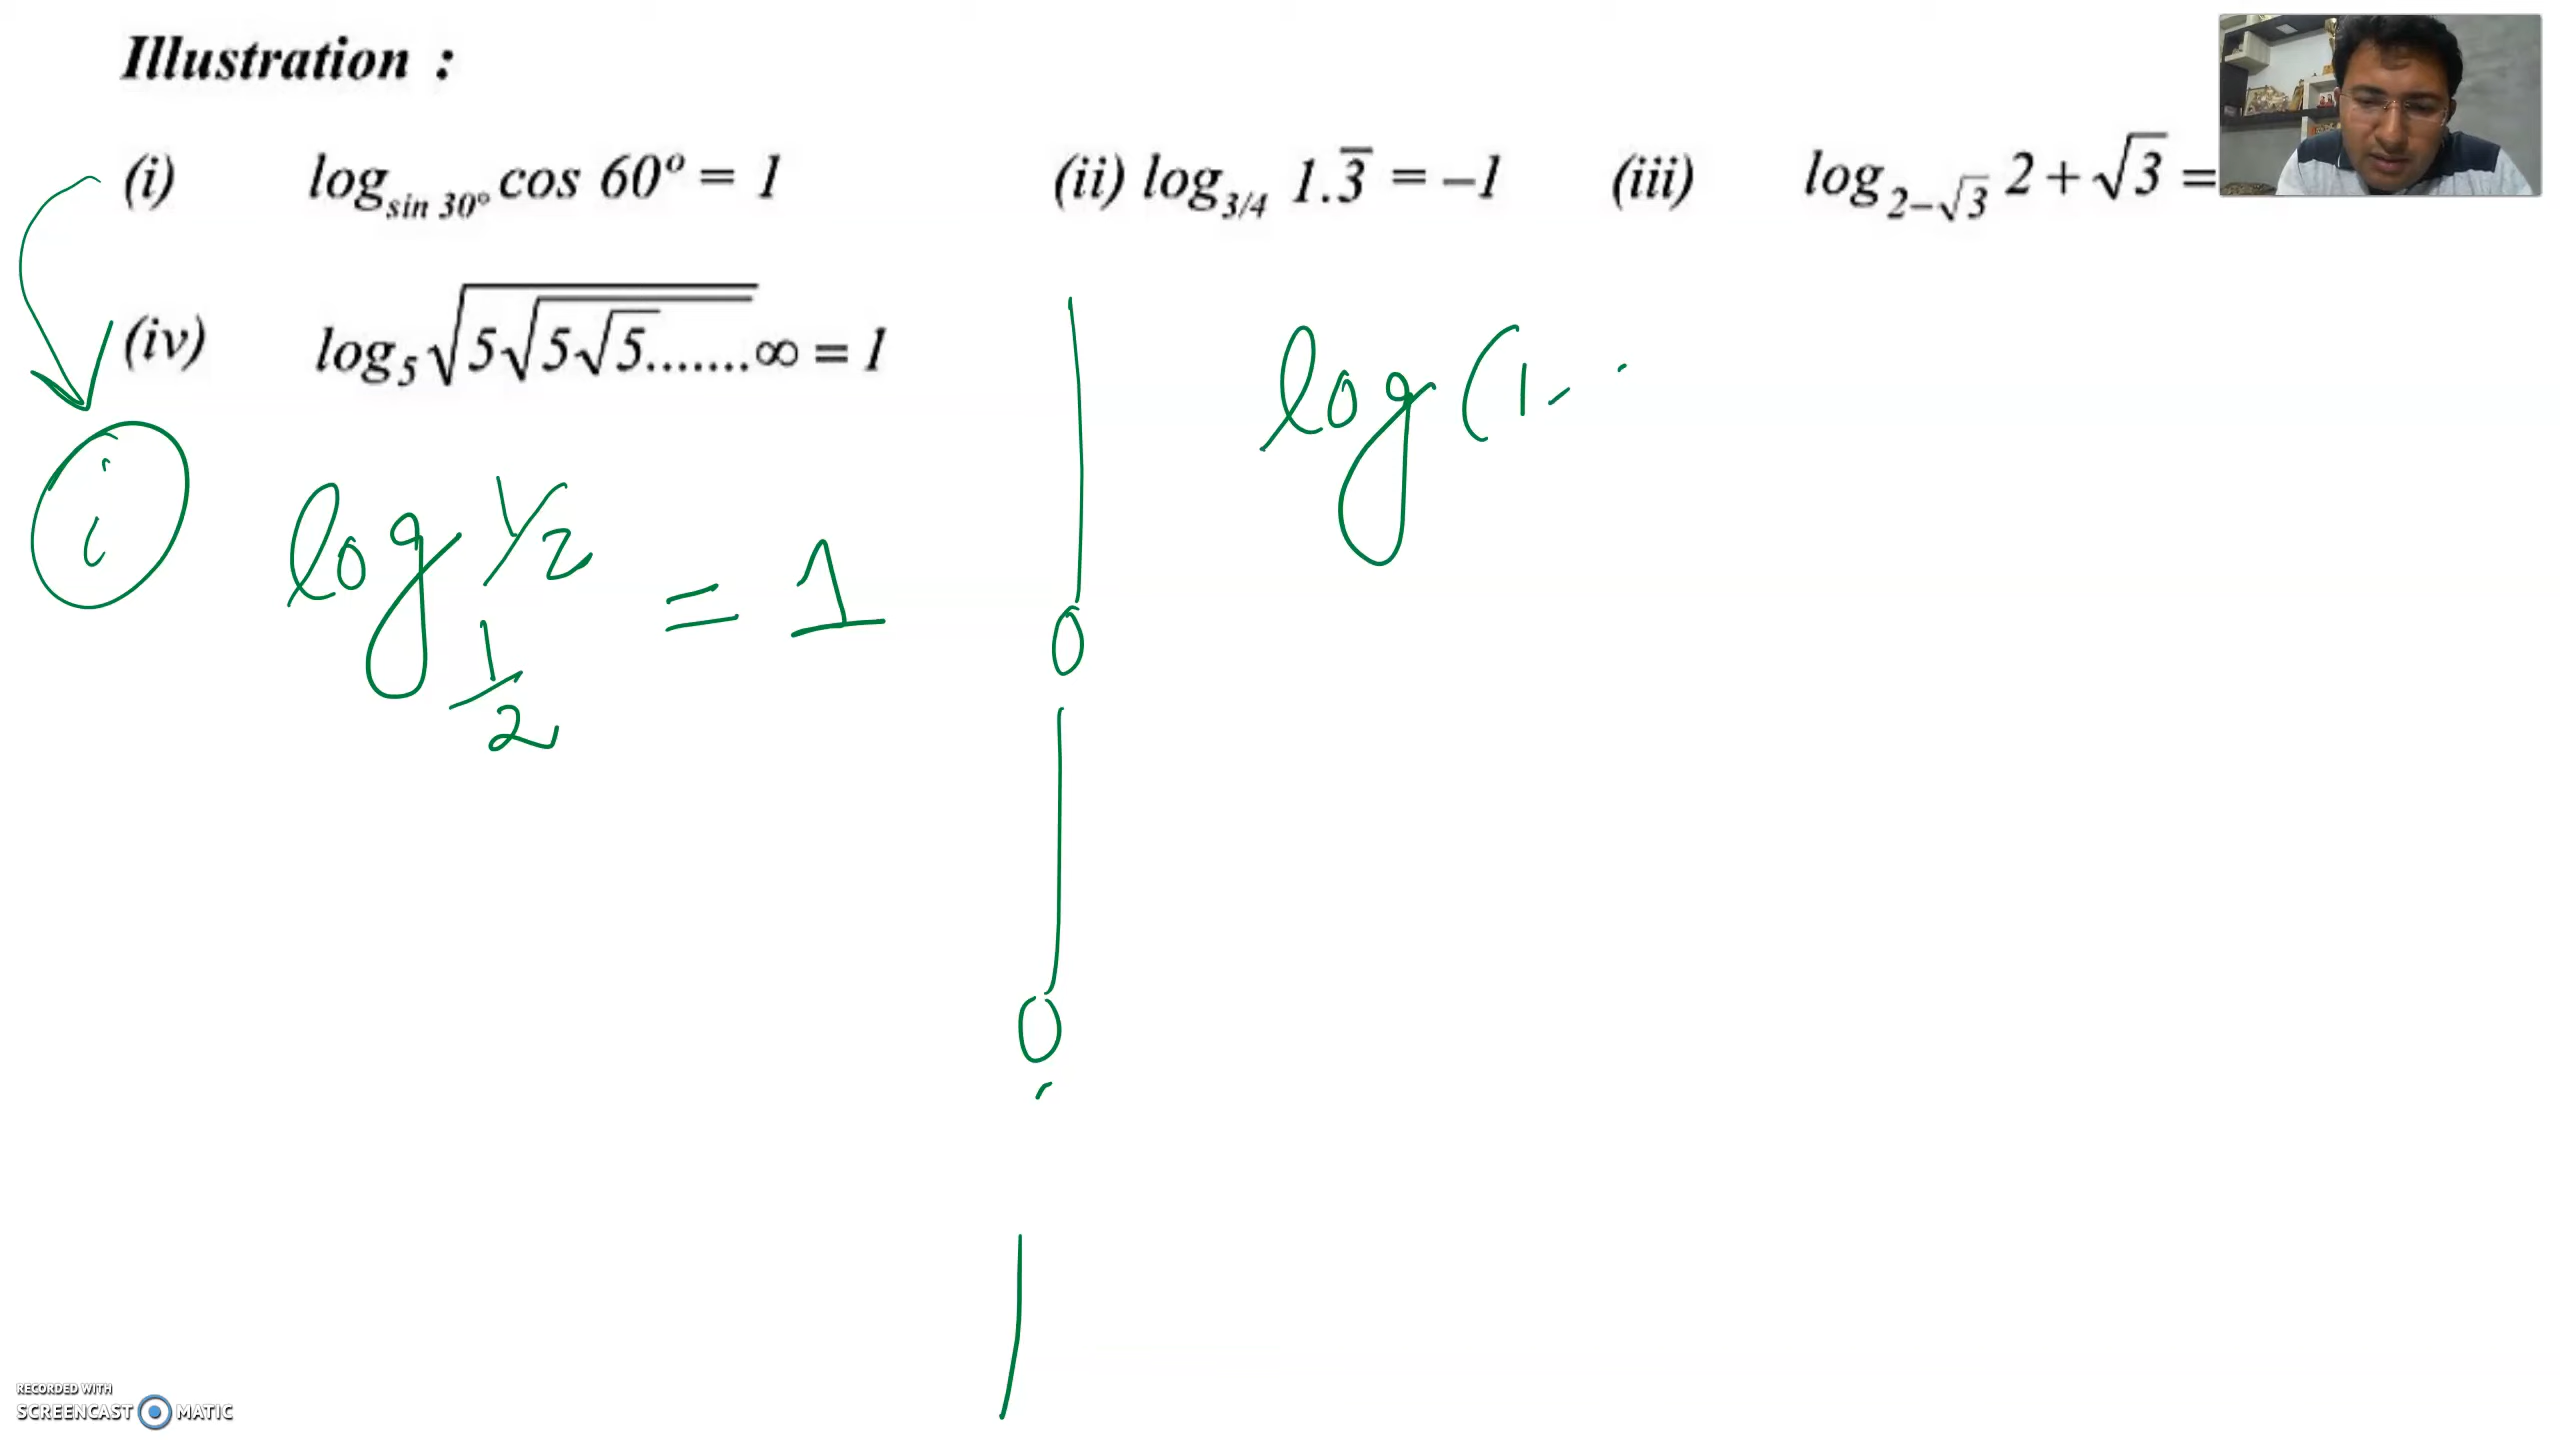 Illustration :
(i) log_{sin 30°} cos 60° = 1 (ii) log_{3/4} 1.3̅ = –1 (iii) log_{2–√3} 2 + √3 =
(iv) log_5 √5√5√5.......∞ = 1
log (1.
i log_{1/2} 1/2 = 1
RECORDED WITH
SCREENCAST MATIC